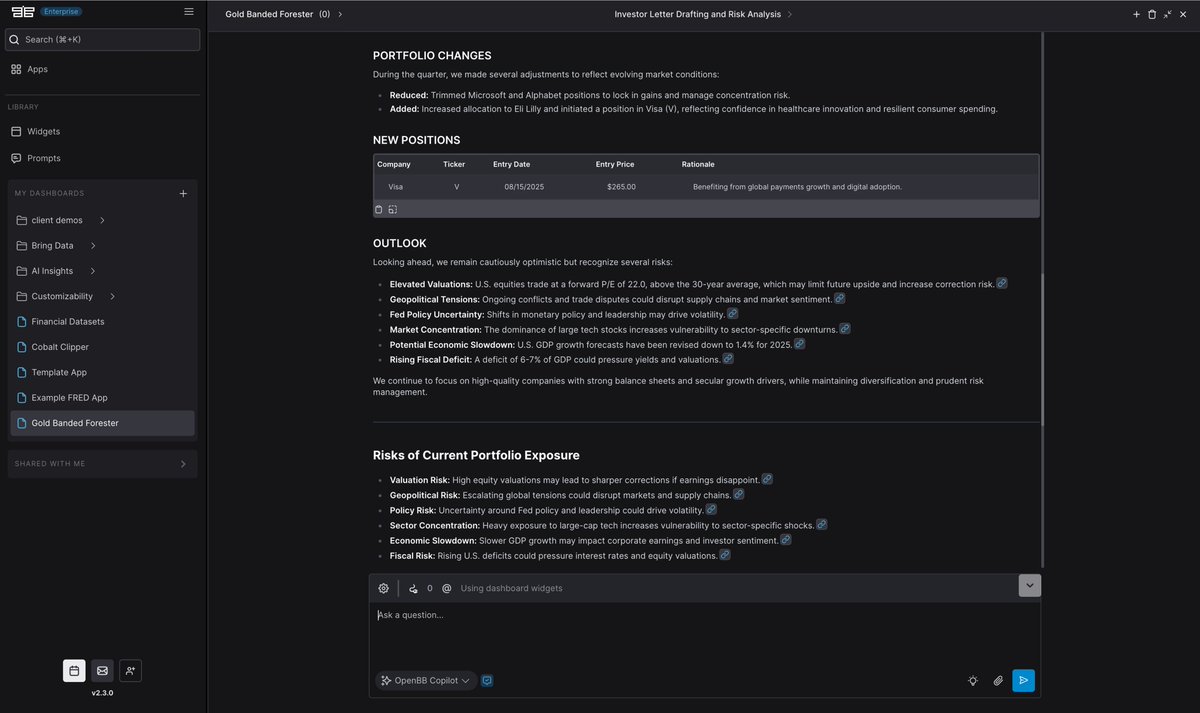 Enterprise
Search (⌘+K)
Apps
LIBRARY
Widgets
Prompts
MY DASHBOARDS
client demos
Bring Data
AI Insights
Customizability
Financial Datasets
Cobalt Clipper
Template App
Example FRED App
Gold Banded Forester
SHARED WITH ME
v2.3.0
Gold Banded Forester (0)
Investor Letter Drafting and Risk Analysis
PORTFOLIO CHANGES
During the quarter, we made several adjustments to reflect evolving market conditions:
Reduced: Trimmed Microsoft and Alphabet positions to lock in gains and manage concentration risk.
Added: Increased allocation to Eli Lilly and initiated a position in Visa (V), reflecting confidence in healthcare innovation and resilient consumer spending.
NEW POSITIONS
Company Ticker Entry Date Entry Price Rationale
Visa V 08/15/2025 $265.00 Benefiting from global payments growth and digital adoption.
OUTLOOK
Looking ahead, we remain cautiously optimistic but recognize several risks:
Elevated Valuations: U.S. equities trade at a forward P/E of 22.0, above the 30-year average, which may limit future upside and increase correction risk.
Geopolitical Tensions: Ongoing conflicts and trade disputes could disrupt supply chains and market sentiment.
Fed Policy Uncertainty: Shifts in monetary policy and leadership may drive volatility.
Market Concentration: The dominance of large tech stocks increases vulnerability to sector-specific downturns.
Potential Economic Slowdown: U.S. GDP growth forecasts have been revised down to 1.4% for 2025.
Rising Fiscal Deficit: A deficit of 6-7% of GDP could pressure yields and valuations.
We continue to focus on high-quality companies with strong balance sheets and secular growth drivers, while maintaining diversification and prudent risk
management.
Risks of Current Portfolio Exposure
Valuation Risk: High equity valuations may lead to sharper corrections if earnings disappoint.
Geopolitical Risk: Escalating global tensions could disrupt markets and supply chains.
Policy Risk: Uncertainty around Fed policy and leadership could drive volatility.
Sector Concentration: Heavy exposure to large-cap tech increases vulnerability to sector-specific shocks.
Economic Slowdown: Slower GDP growth may impact corporate earnings and investor sentiment.
Fiscal Risk: Rising U.S. deficits could pressure interest rates and equity valuations.
0 @ Using dashboard widgets
Ask a question...
OpenBB Copilot